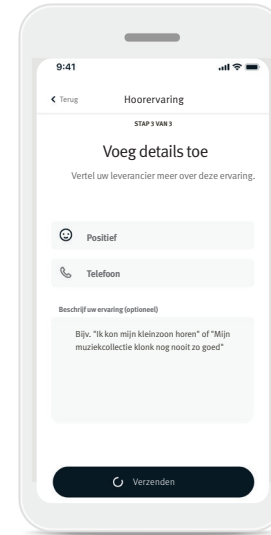 9:41
Terug
Hoorervaring
STAP 3 VAN 3
Voeg details toe
Vertel uw leverancier meer over deze ervaring.
Positief
Telefoon
Beschrijf uw ervaring (optioneel)
Bijv. "Ik kon mijn kleinzoon horen" of "Mijn
muziekcollectie klonk nog nooit zo goed"
Verzenden